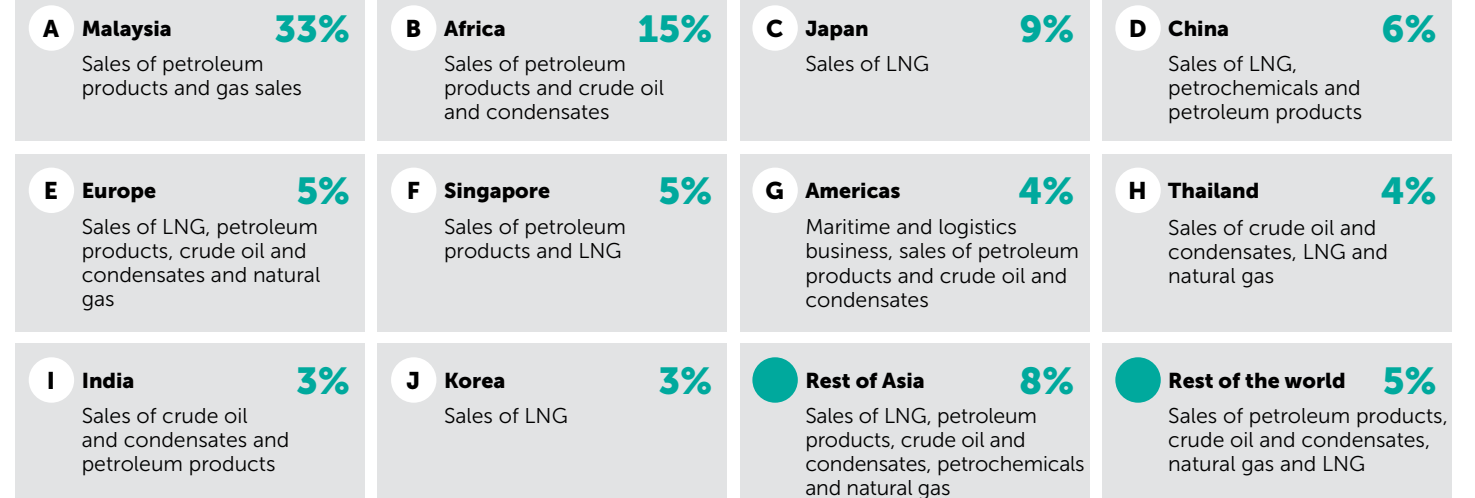 A Malaysia 33%
Sales of petroleum
products and gas sales
B Africa 15%
Sales of petroleum
products and crude oil
and condensates
C Japan 9%
Sales of LNG
D China 6%
Sales of LNG,
petrochemicals and
petroleum products
E Europe 5%
Sales of LNG, petroleum
products, crude oil and
condensates and natural
gas
F Singapore 5%
Sales of petroleum
products and LNG
G Americas 4%
Maritime and logistics
business, sales of petroleum
products and crude oil and
condensates
H Thailand 4%
Sales of crude oil and
condensates, LNG and
natural gas
I India 3%
Sales of crude oil
and condensates and
petroleum products
J Korea 3%
Sales of LNG
Rest of Asia 8%
Sales of LNG, petroleum
products, crude oil and
condensates, petrochemicals
and natural gas
Rest of the world 5%
Sales of petroleum products,
crude oil and condensates,
natural gas and LNG